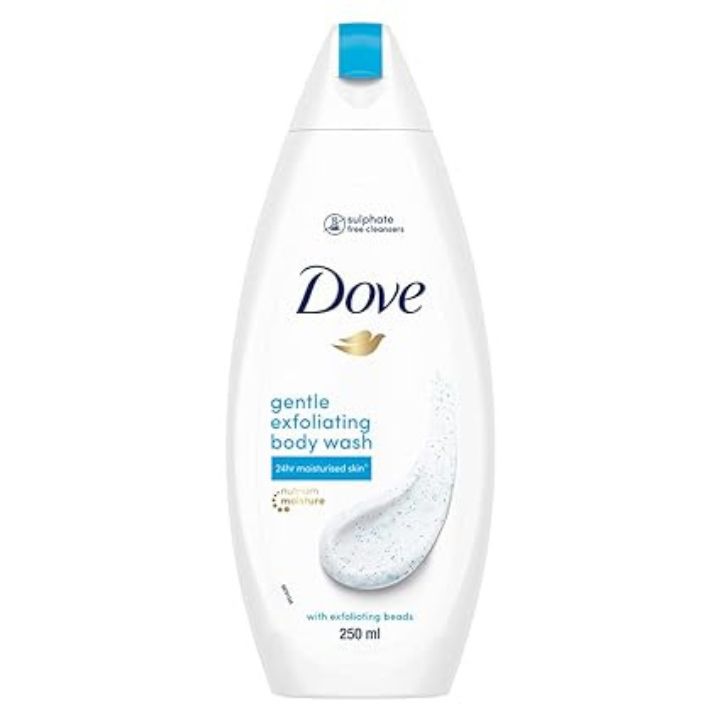 sulphate
free cleansers
Dove
gentle
exfoliating
body wash
24hr moisturised skin^
nutrium
moisture
with exfoliating beads
250 ml